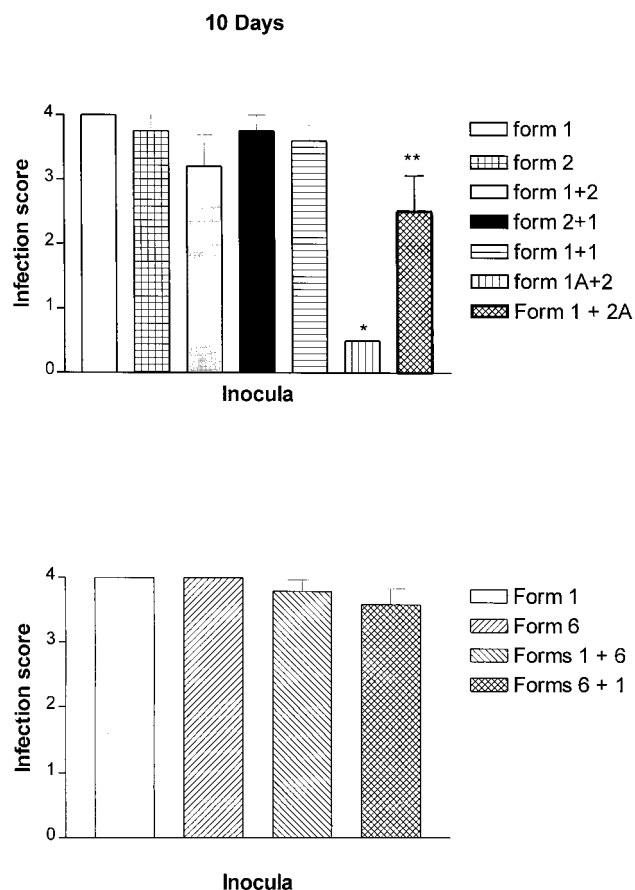 10 Days
Infection score
4
3
2
1
0
*
**
Inocula
form 1
form 2
form 1+2
form 2+1
form 1+1
form 1A+2
Form 1 + 2A
Infection score
4
3
2
1
0
Inocula
Form 1
Form 6
Forms 1 + 6
Forms 6 + 1